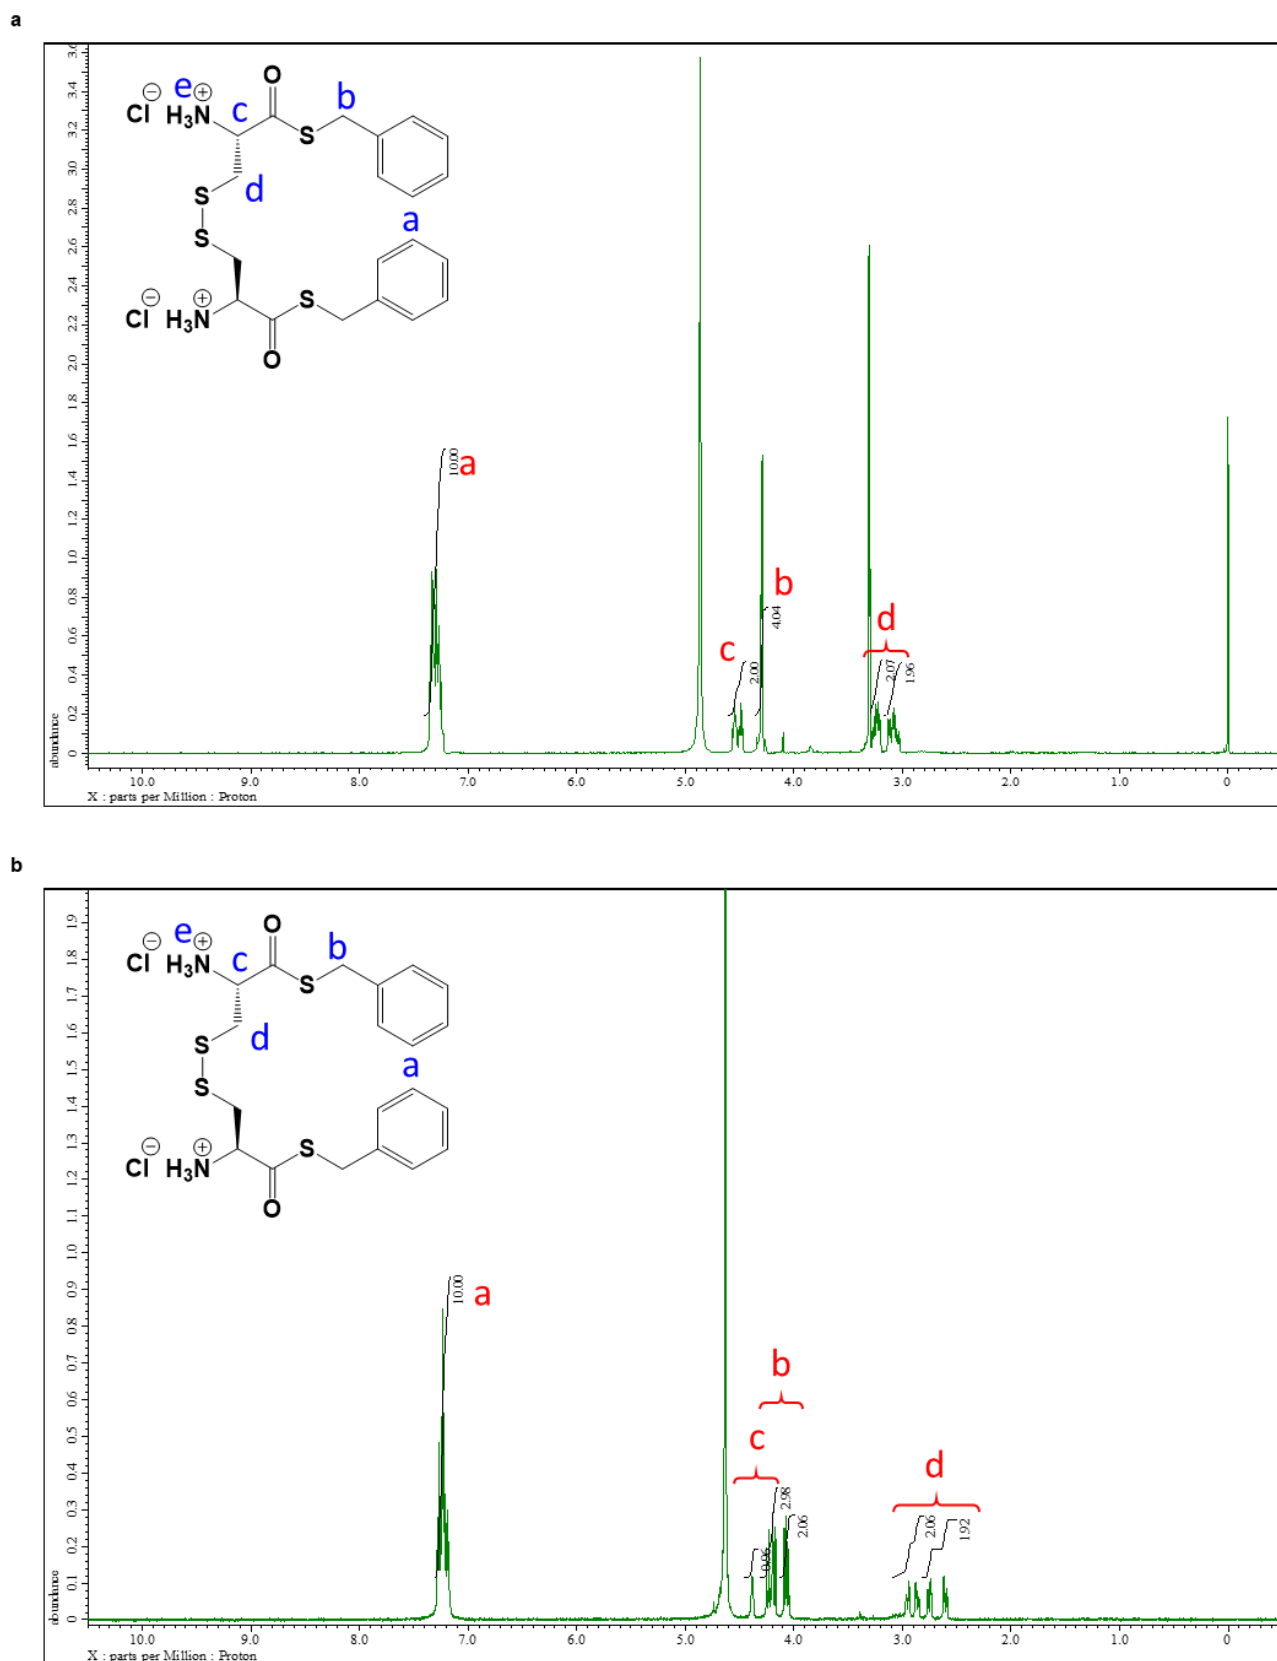 a
3.6
3.4
3.2
3.0
2.8
2.6
2.4
2.2
2.0
1.8
1.6
1.4
1.2
1.0
0.8
0.6
0.4
0.2
0
abundance
e
Cl⊖ H₃N⊕
c
O
b
S
d
S
S
a
Cl⊖ H₃N⊕
S
O
10.00
a
c
2.00
b
4.04
d
2.07
1.96
10.0 9.0 8.0 7.0 6.0 5.0 4.0 3.0 2.0 1.0 0
X : parts per Million : Proton
b
1.9
1.8
1.7
1.6
1.5
1.4
1.3
1.2
1.1
1.0
0.9
0.8
0.7
0.6
0.5
0.4
0.3
0.2
0.1
0
abundance
e
Cl⊖ H₃N⊕
c
O
b
S
d
S
S
a
Cl⊖ H₃N⊕
S
O
10.00
a
c
0.96
b
2.98
2.06
d
2.06
1.92
10.0 9.0 8.0 7.0 6.0 5.0 4.0 3.0 2.0 1.0 0
X : parts per Million : Proton